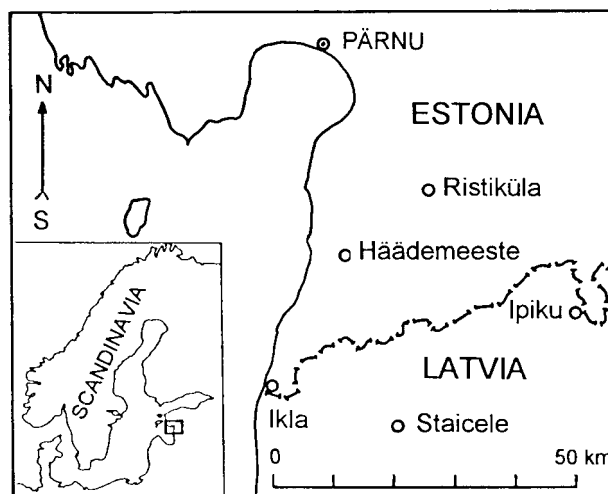 PÄRNU
N
ESTONIA
Ristiküla
S
Häädemeeste
SCANDINAVIA
Ipiku
LATVIA
Ikla
Staicele
0 50 km